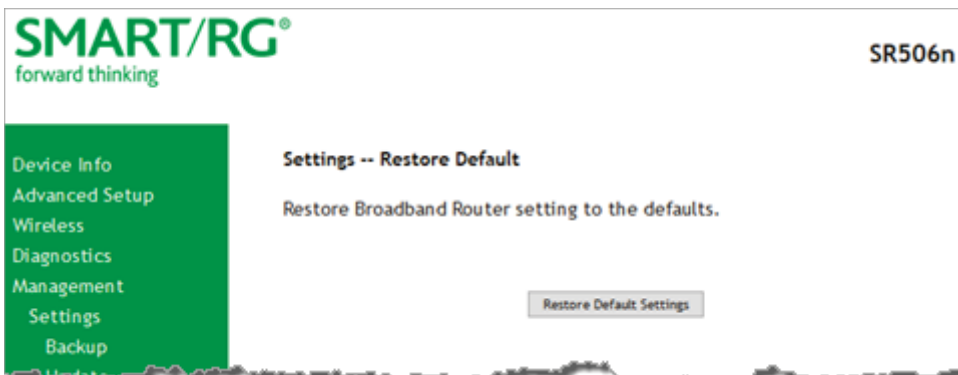 SMART/RG®
forward thinking
SR506n
Device Info
Advanced Setup
Wireless
Diagnostics
Management
Settings
Backup
Settings -- Restore Default
Restore Broadband Router setting to the defaults.
Restore Default Settings